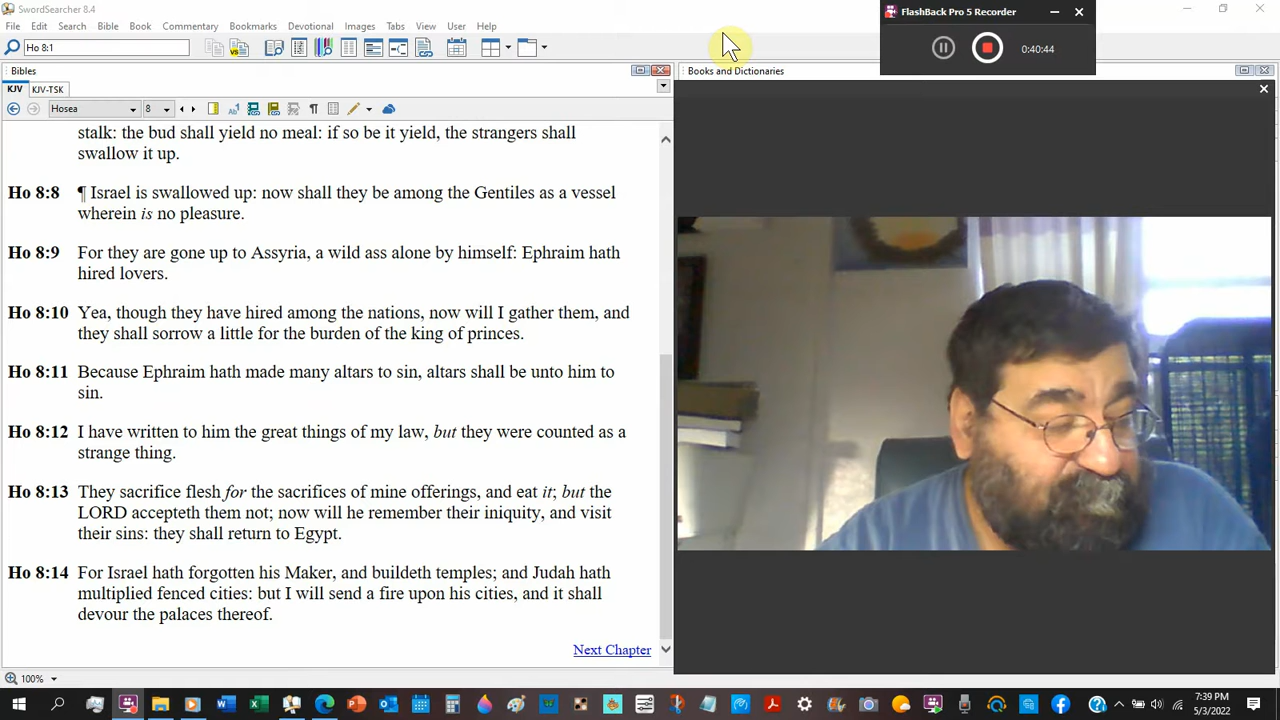 SwordSearcher 8.4
FlashBack Pro 5 Recorder
File Edit Search Bible Book Commentary Bookmarks Devotional Images Tabs View User Help
Ho 8:1
VS
0:40:44
Bibles
Books and Dictionaries
KJV KJV-TSK
Hosea 8
stalk: the bud shall yield no meal: if so be it yield, the strangers shall
swallow it up.
Ho 8:8 ¶ Israel is swallowed up: now shall they be among the Gentiles as a vessel
wherein is no pleasure.
Ho 8:9 For they are gone up to Assyria, a wild ass alone by himself: Ephraim hath
hired lovers.
Ho 8:10 Yea, though they have hired among the nations, now will I gather them, and
they shall sorrow a little for the burden of the king of princes.
Ho 8:11 Because Ephraim hath made many altars to sin, altars shall be unto him to
sin.
Ho 8:12 I have written to him the great things of my law, but they were counted as a
strange thing.
Ho 8:13 They sacrifice flesh for the sacrifices of mine offerings, and eat it; but the
LORD accepteth them not; now will he remember their iniquity, and visit
their sins: they shall return to Egypt.
Ho 8:14 For Israel hath forgotten his Maker, and buildeth temples; and Judah hath
multiplied fenced cities: but I will send a fire upon his cities, and it shall
devour the palaces thereof.
Next Chapter
100%
7:39 PM
5/3/2022